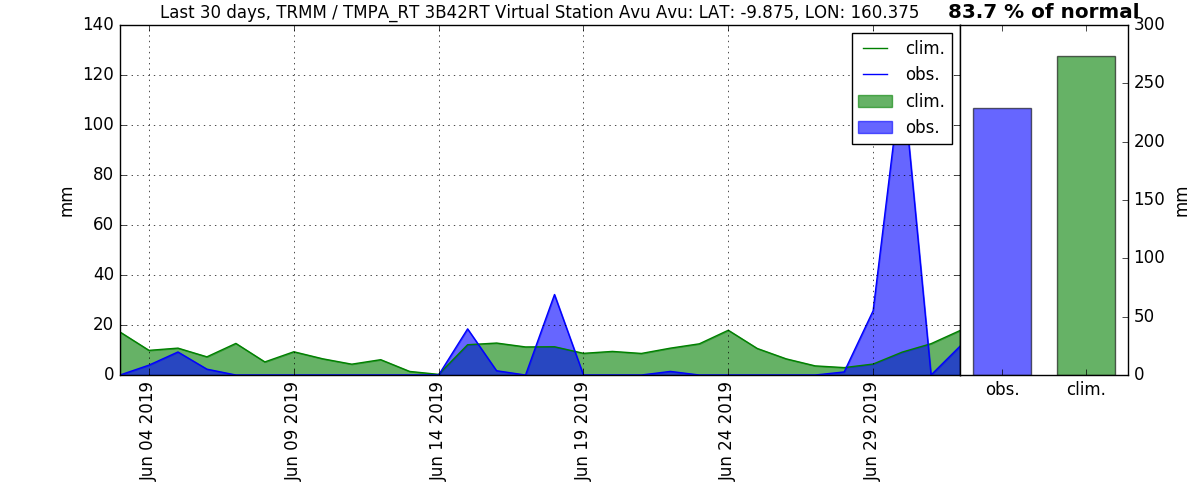 Last 30 days, TRMM / TMPA_RT 3B42RT Virtual Station Avu Avu: LAT: -9.875, LON: 160.375
83.7 % of normal
140
120
100
80
60
40
20
0
mm
clim.
obs.
clim.
obs.
300
250
200
150
100
50
0
mm
Jun 04 2019
Jun 09 2019
Jun 14 2019
Jun 19 2019
Jun 24 2019
Jun 29 2019
obs.
clim.